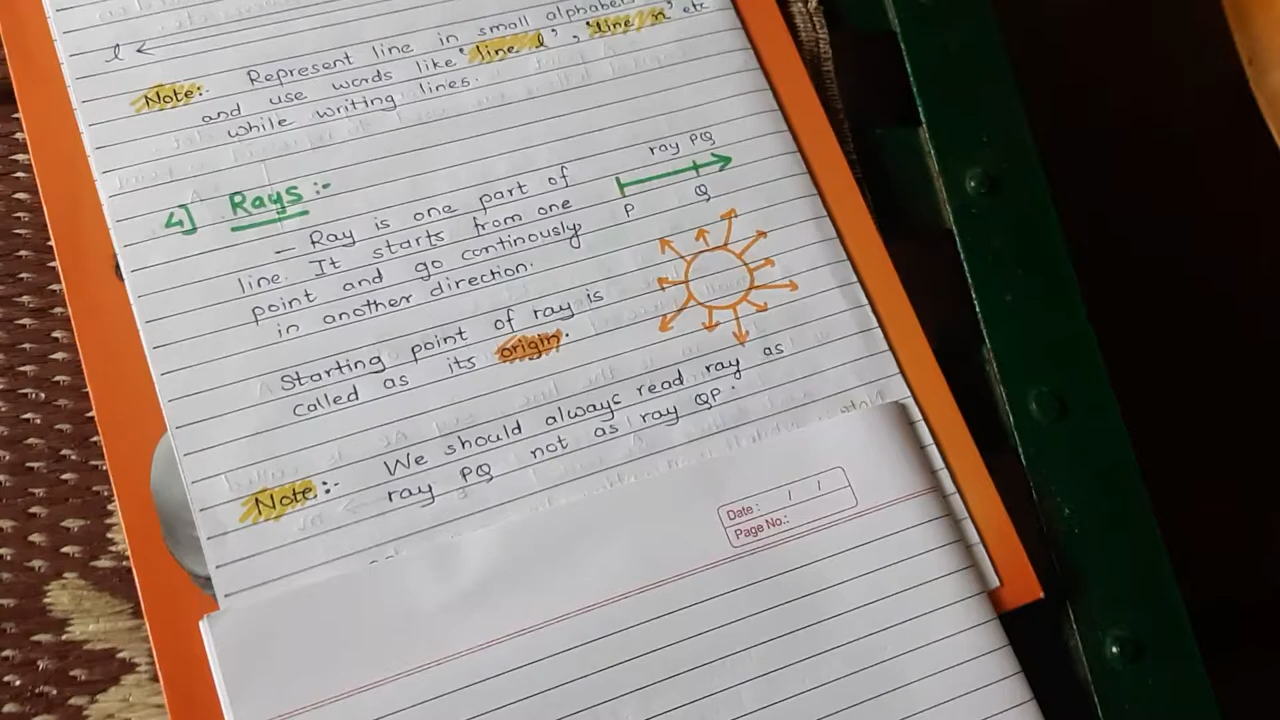 l
Note:- Represent line in small alphabets
and use words like 'line l', 'line n' etc
while writing lines.
4] Rays :-
ray PQ
P Q
– Ray is one part of
line. It starts from one
point and go continously
in another direction.
Starting point of ray is
called as its origin.
Note:- We should always read ray as
ray PQ not as ray QP.
Date: / /
Page No.: